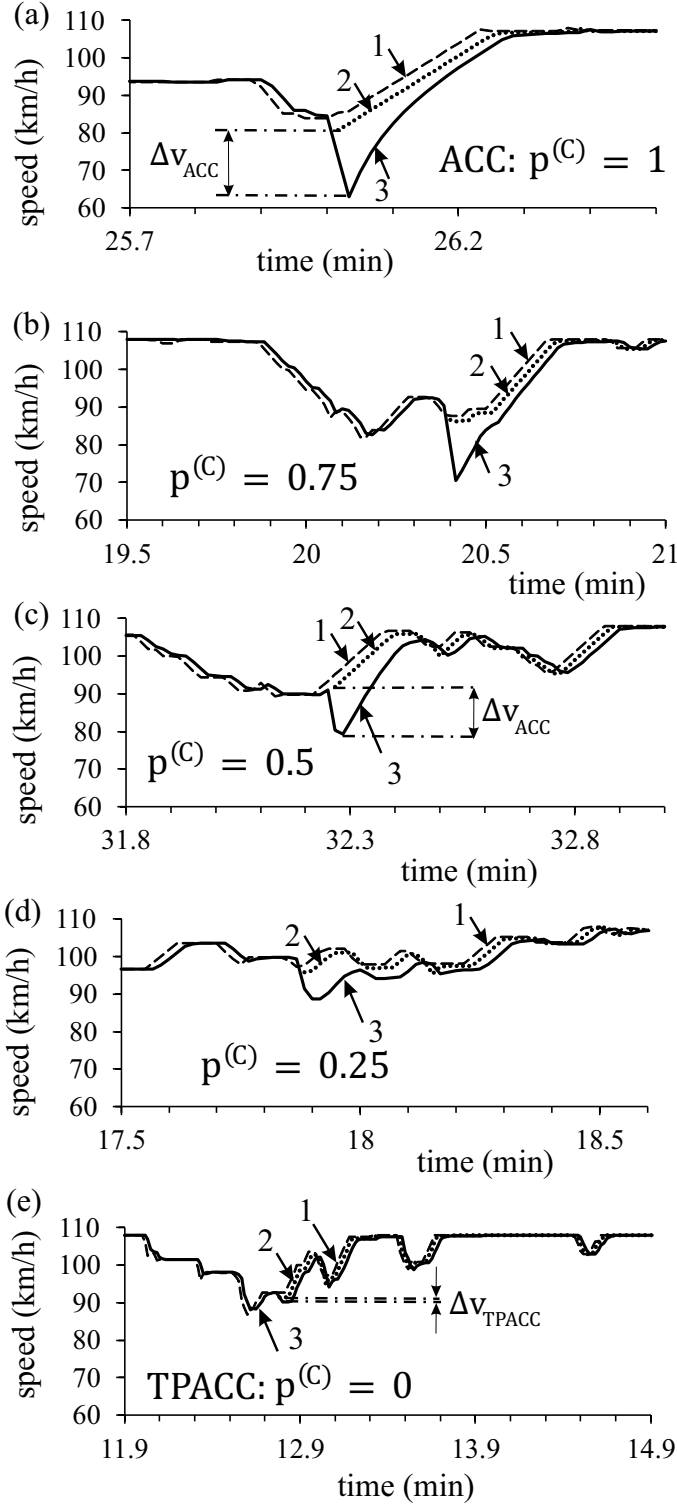 (a)
110
100
90
80
70
60
speed (km/h)
1
2
3
Δv_ACC
ACC: p^(C) = 1
25.7
26.2
time (min)
(b)
110
100
90
80
70
60
speed (km/h)
1
2
3
p^(C) = 0.75
19.5
20
20.5
21
time (min)
(c)
110
100
90
80
70
60
speed (km/h)
1
2
3
Δv_ACC
p^(C) = 0.5
31.8
32.3
32.8
time (min)
(d)
110
100
90
80
70
60
speed (km/h)
1
2
3
p^(C) = 0.25
17.5
18
18.5
time (min)
(e)
110
100
90
80
70
60
speed (km/h)
1
2
3
Δv_TPACC
TPACC: p^(C) = 0
11.9
12.9
13.9
14.9
time (min)